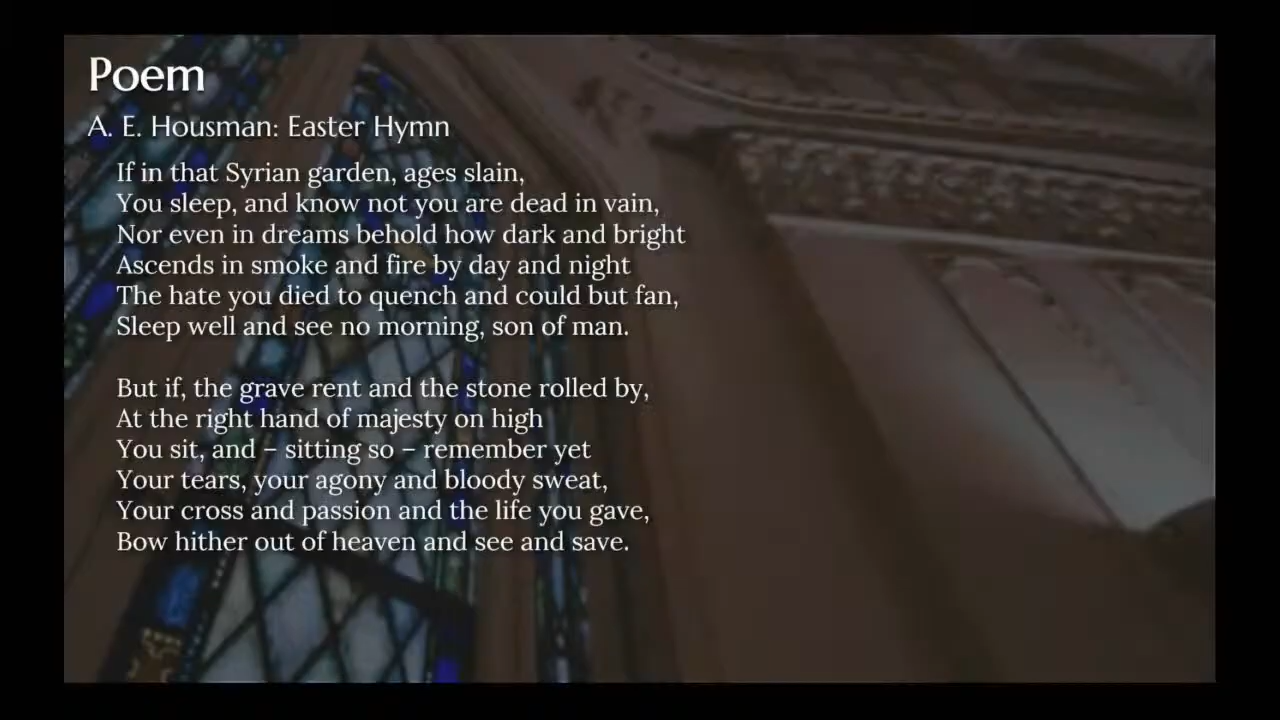 Poem
A. E. Housman: Easter Hymn
If in that Syrian garden, ages slain,
You sleep, and know not you are dead in vain,
Nor even in dreams behold how dark and bright
Ascends in smoke and fire by day and night
The hate you died to quench and could but fan,
Sleep well and see no morning, son of man.
But if, the grave rent and the stone rolled by,
At the right hand of majesty on high
You sit, and – sitting so – remember yet
Your tears, your agony and bloody sweat,
Your cross and passion and the life you gave,
Bow hither out of heaven and see and save.